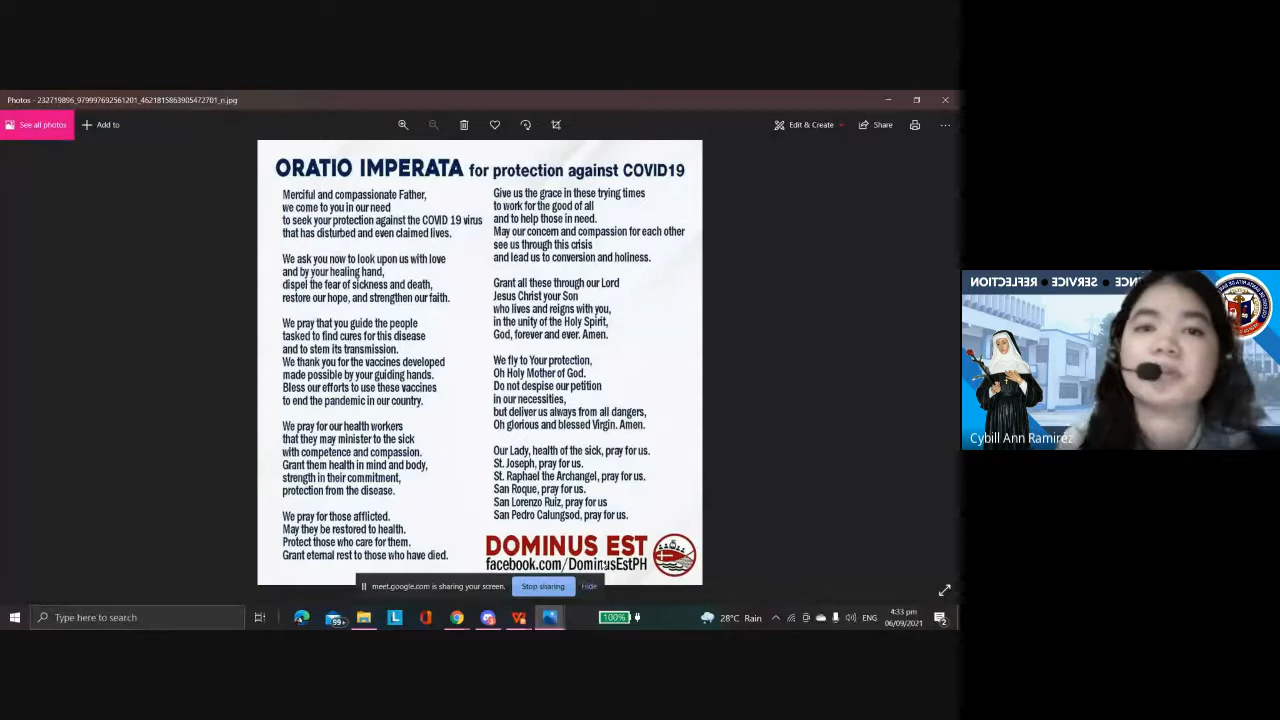 Photos - 232719896_979997692561201_4621815863905472701_n.jpg
See all photos
Add to
Edit & Create
Share
ORATIO IMPERATA for protection against COVID19
Merciful and compassionate Father,
we come to you in our need
to seek your protection against the COVID 19 virus
that has disturbed and even claimed lives.
We ask you now to look upon us with love
and by your healing hand,
dispel the fear of sickness and death,
restore our hope, and strengthen our faith.
We pray that you guide the people
tasked to find cures for this disease
and to stem its transmission.
We thank you for the vaccines developed
made possible by your guiding hands.
Bless our efforts to use these vaccines
to end the pandemic in our country.
We pray for our health workers
that they may minister to the sick
with competence and compassion.
Grant them health in mind and body,
strength in their commitment,
protection from the disease.
We pray for those afflicted.
May they be restored to health.
Protect those who care for them.
Grant eternal rest to those who have died.
Give us the grace in these trying times
to work for the good of all
and to help those in need.
May our concern and compassion for each other
see us through this crisis
and lead us to conversion and holiness.
Grant all these through our Lord
Jesus Christ your Son
who lives and reigns with you,
in the unity of the Holy Spirit,
God, forever and ever. Amen.
We fly to Your protection,
Oh Holy Mother of God.
Do not despise our petition
in our necessities,
but deliver us always from all dangers,
Oh glorious and blessed Virgin. Amen.
Our Lady, health of the sick, pray for us.
St. Joseph, pray for us.
St. Raphael the Archangel, pray for us.
San Roque, pray for us.
San Lorenzo Ruiz, pray for us
San Pedro Calungsod, pray for us.
DOMINUS EST
facebook.com/DominusEstPH
meet.google.com is sharing your screen.
Stop sharing
Hide
Type here to search
99+
100%
28°C Rain
ENG
4:33 pm
06/09/2021
2
REFLECTION • SERVICE •
Cybill Ann Ramirez